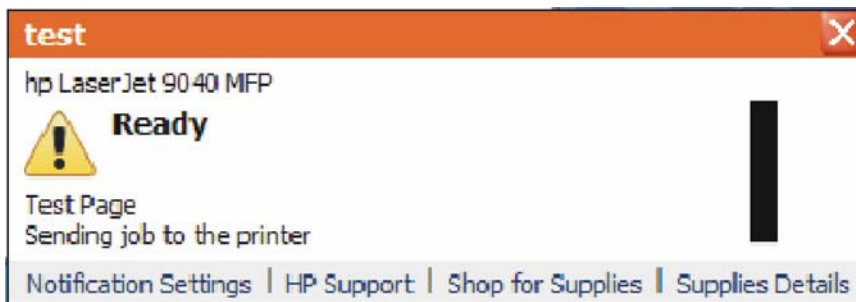 test
hp LaserJet 9040 MFP
Ready
Test Page
Sending job to the printer
Notification Settings | HP Support | Shop for Supplies | Supplies Details